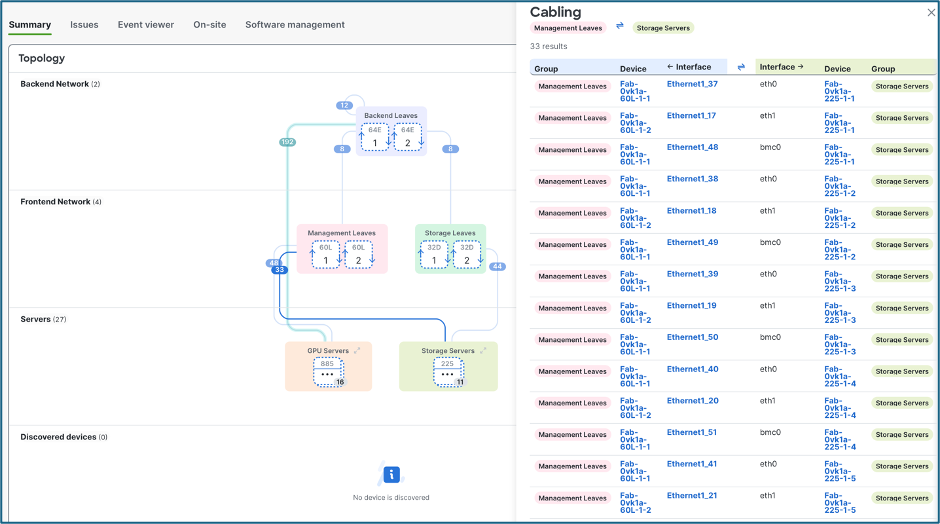 Summary Issues Event viewer On-site Software management
Topology
Backend Network (2)
12
Backend Leaves
64E 64E
1 2
192
8 8
Frontend Network (4)
Management Leaves
60L 60L
1 2
Storage Leaves
32D 32D
1 2
48
33
44
Servers (27)
GPU Servers
885
16
Storage Servers
225
11
Discovered devices (0)
No device is discovered
Cabling
Management Leaves Storage Servers
33 results
Group Device ← Interface Interface → Device Group
Management Leaves Fab-0vk1a-60L-1-1 Ethernet1_37 eth0 Fab-0vk1a-225-1-1 Storage Servers
Management Leaves Fab-0vk1a-60L-1-2 Ethernet1_17 eth1 Fab-0vk1a-225-1-1 Storage Servers
Management Leaves Fab-0vk1a-60L-1-1 Ethernet1_48 bmc0 Fab-0vk1a-225-1-1 Storage Servers
Management Leaves Fab-0vk1a-60L-1-1 Ethernet1_38 eth0 Fab-0vk1a-225-1-2 Storage Servers
Management Leaves Fab-0vk1a-60L-1-2 Ethernet1_18 eth1 Fab-0vk1a-225-1-2 Storage Servers
Management Leaves Fab-0vk1a-60L-1-1 Ethernet1_49 bmc0 Fab-0vk1a-225-1-2 Storage Servers
Management Leaves Fab-0vk1a-60L-1-1 Ethernet1_39 eth0 Fab-0vk1a-225-1-3 Storage Servers
Management Leaves Fab-0vk1a-60L-1-2 Ethernet1_19 eth1 Fab-0vk1a-225-1-3 Storage Servers
Management Leaves Fab-0vk1a-60L-1-1 Ethernet1_50 bmc0 Fab-0vk1a-225-1-3 Storage Servers
Management Leaves Fab-0vk1a-60L-1-1 Ethernet1_40 eth0 Fab-0vk1a-225-1-4 Storage Servers
Management Leaves Fab-0vk1a-60L-1-2 Ethernet1_20 eth1 Fab-0vk1a-225-1-4 Storage Servers
Management Leaves Fab-0vk1a-60L-1-1 Ethernet1_51 bmc0 Fab-0vk1a-225-1-4 Storage Servers
Management Leaves Fab-0vk1a-60L-1-1 Ethernet1_41 eth0 Fab-0vk1a-225-1-5 Storage Servers
Management Leaves Fab-0vk1a-60L-1-2 Ethernet1_21 eth1 Fab-0vk1a-225-1-5 Storage Servers